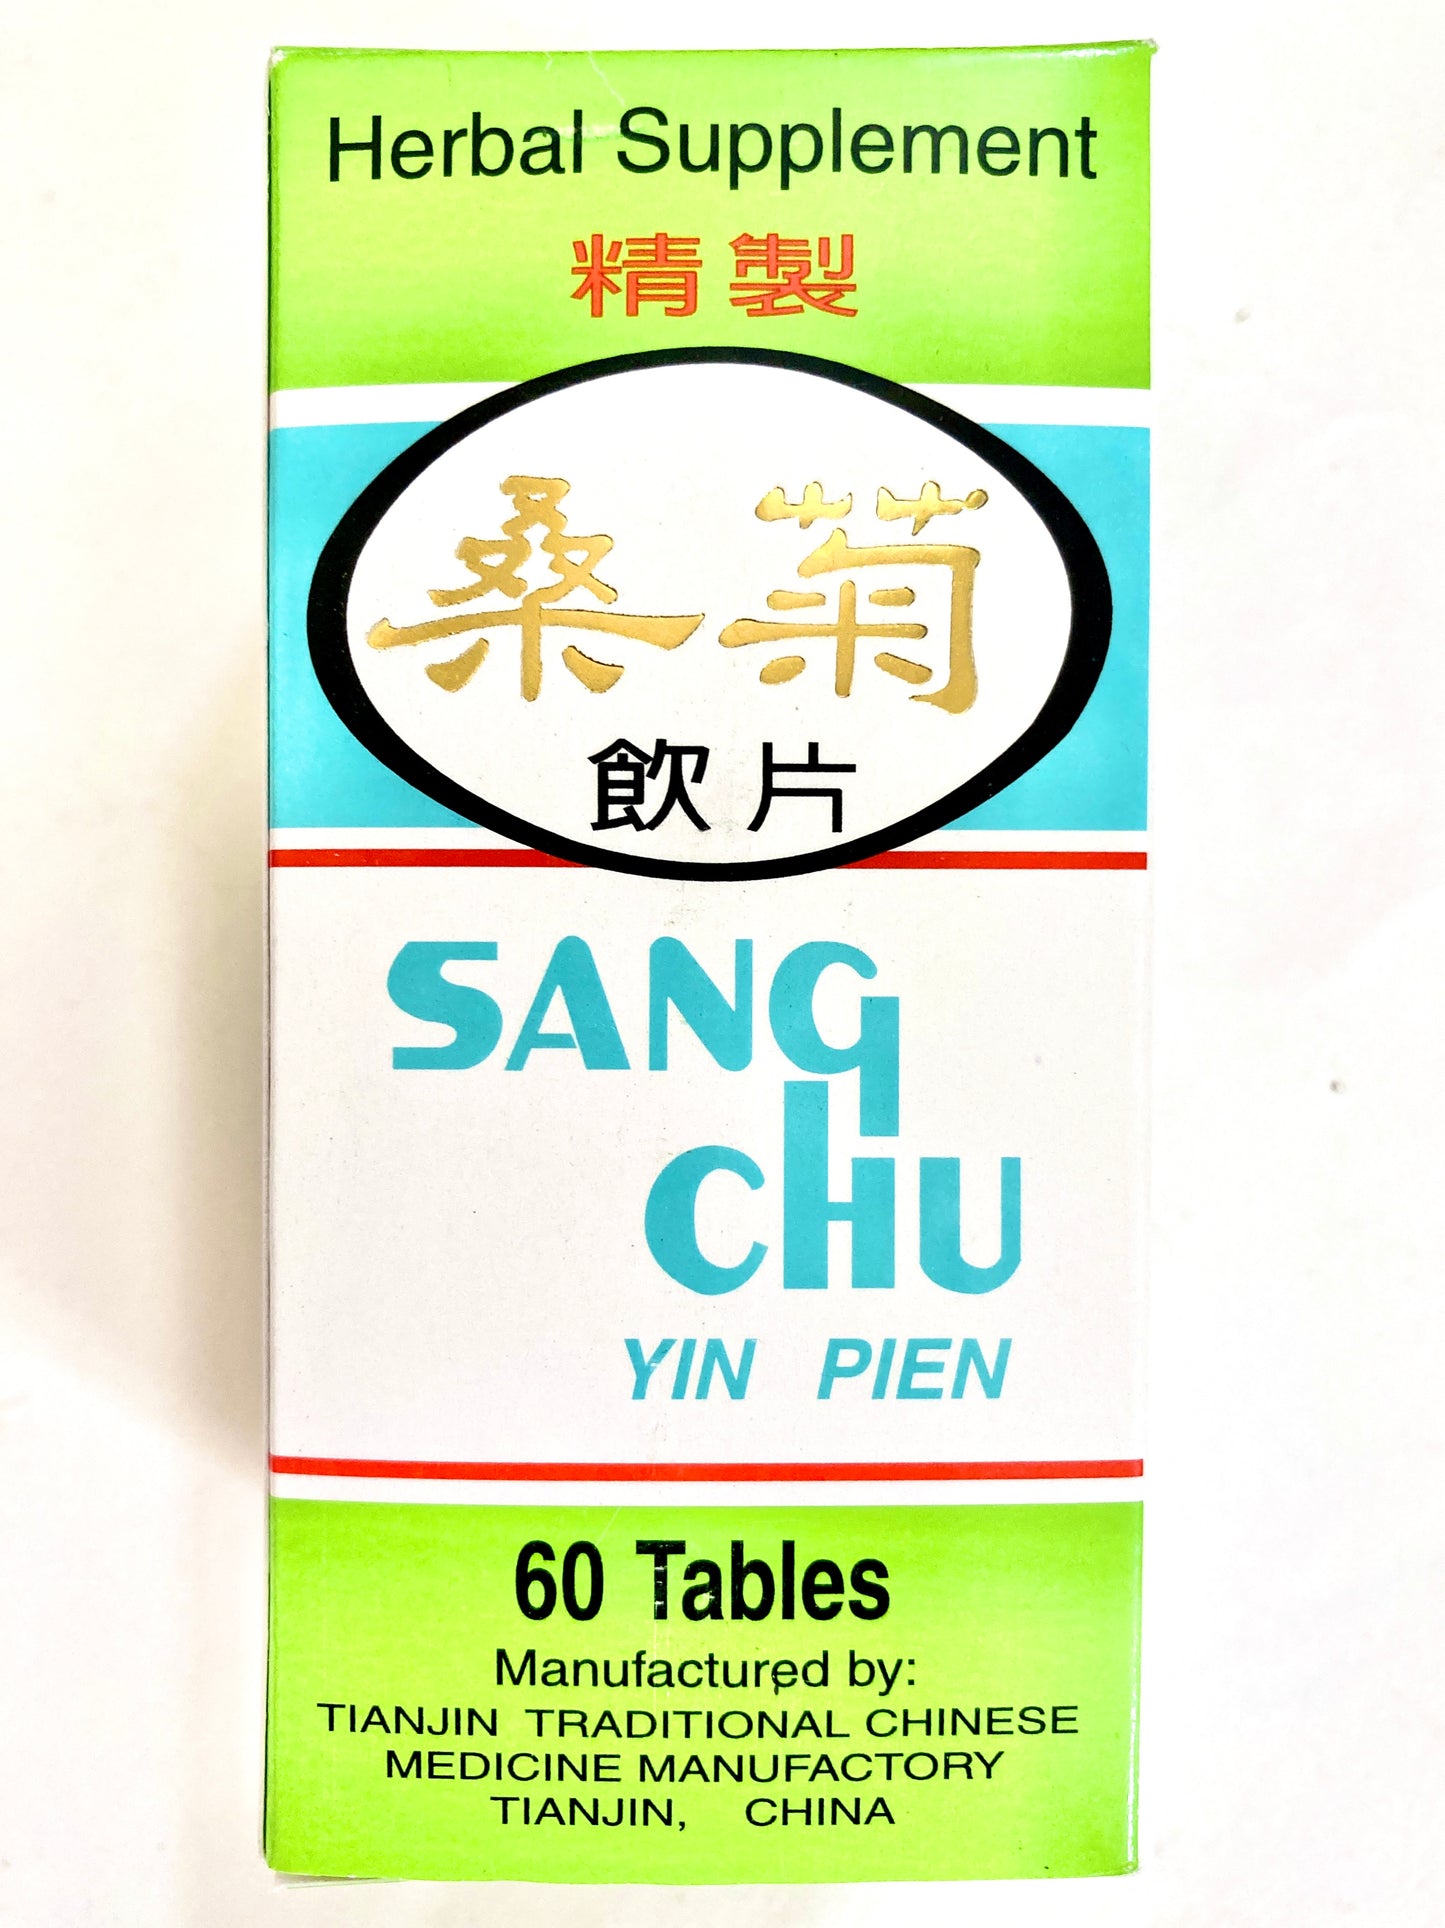 Herbal Supplement
精製
桑菊
飲片
SANG
CHU
YIN PIEN
60 Tables
Manufactured by:
TIANJIN TRADITIONAL CHINESE
MEDICINE MANUFACTORY
TIANJIN, CHINA